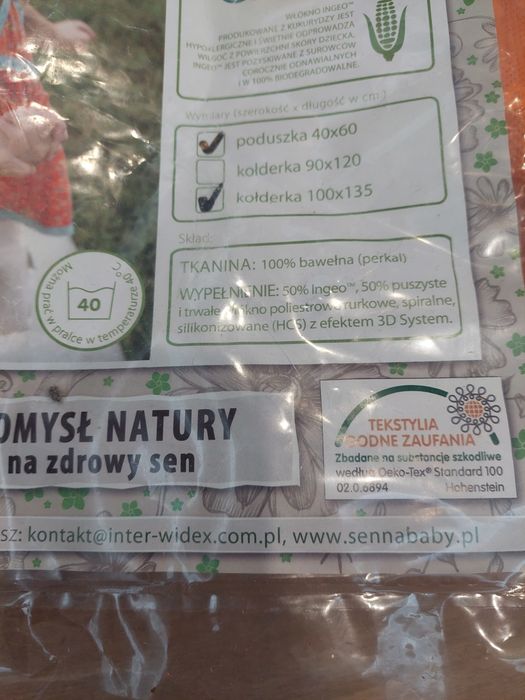 WŁÓKNO INGEO™
PRODUKOWANE Z KUKURYDZY JEST
HYPOALERGICZNE I ŚWIETNIE ODPROWADZA
WILGOĆ Z POWIERZCHNI SKÓRY DZIECKA.
INGEO™ JEST POZYSKIWANE Z SUROWCÓW
COROCZNIE ODNAWIALNYCH
I W 100% BIODEGRADOWALNE.
Wymiary (szerokość x długość w cm)
poduszka 40x60
kołderka 90x120
kołderka 100x135
Skład:
TKANINA: 100% bawełna (perkal)
WYPEŁNIENIE: 50% Ingeo™, 50% puszyste
i trwałe włókno poliestrowe rurkowe, spiralne,
silikonizowane (HCS) z efektem 3D System.
Można prać w pralce w temperaturze 40°C
40
OMYSŁ NATURY
na zdrowy sen
TEKSTYLIA
GODNE ZAUFANIA
Zbadane na substancje szkodliwe
według Oeko-Tex® Standard 100
02.0.6894 Hohenstein
sz: kontakt@inter-widex.com.pl, www.sennababy.pl